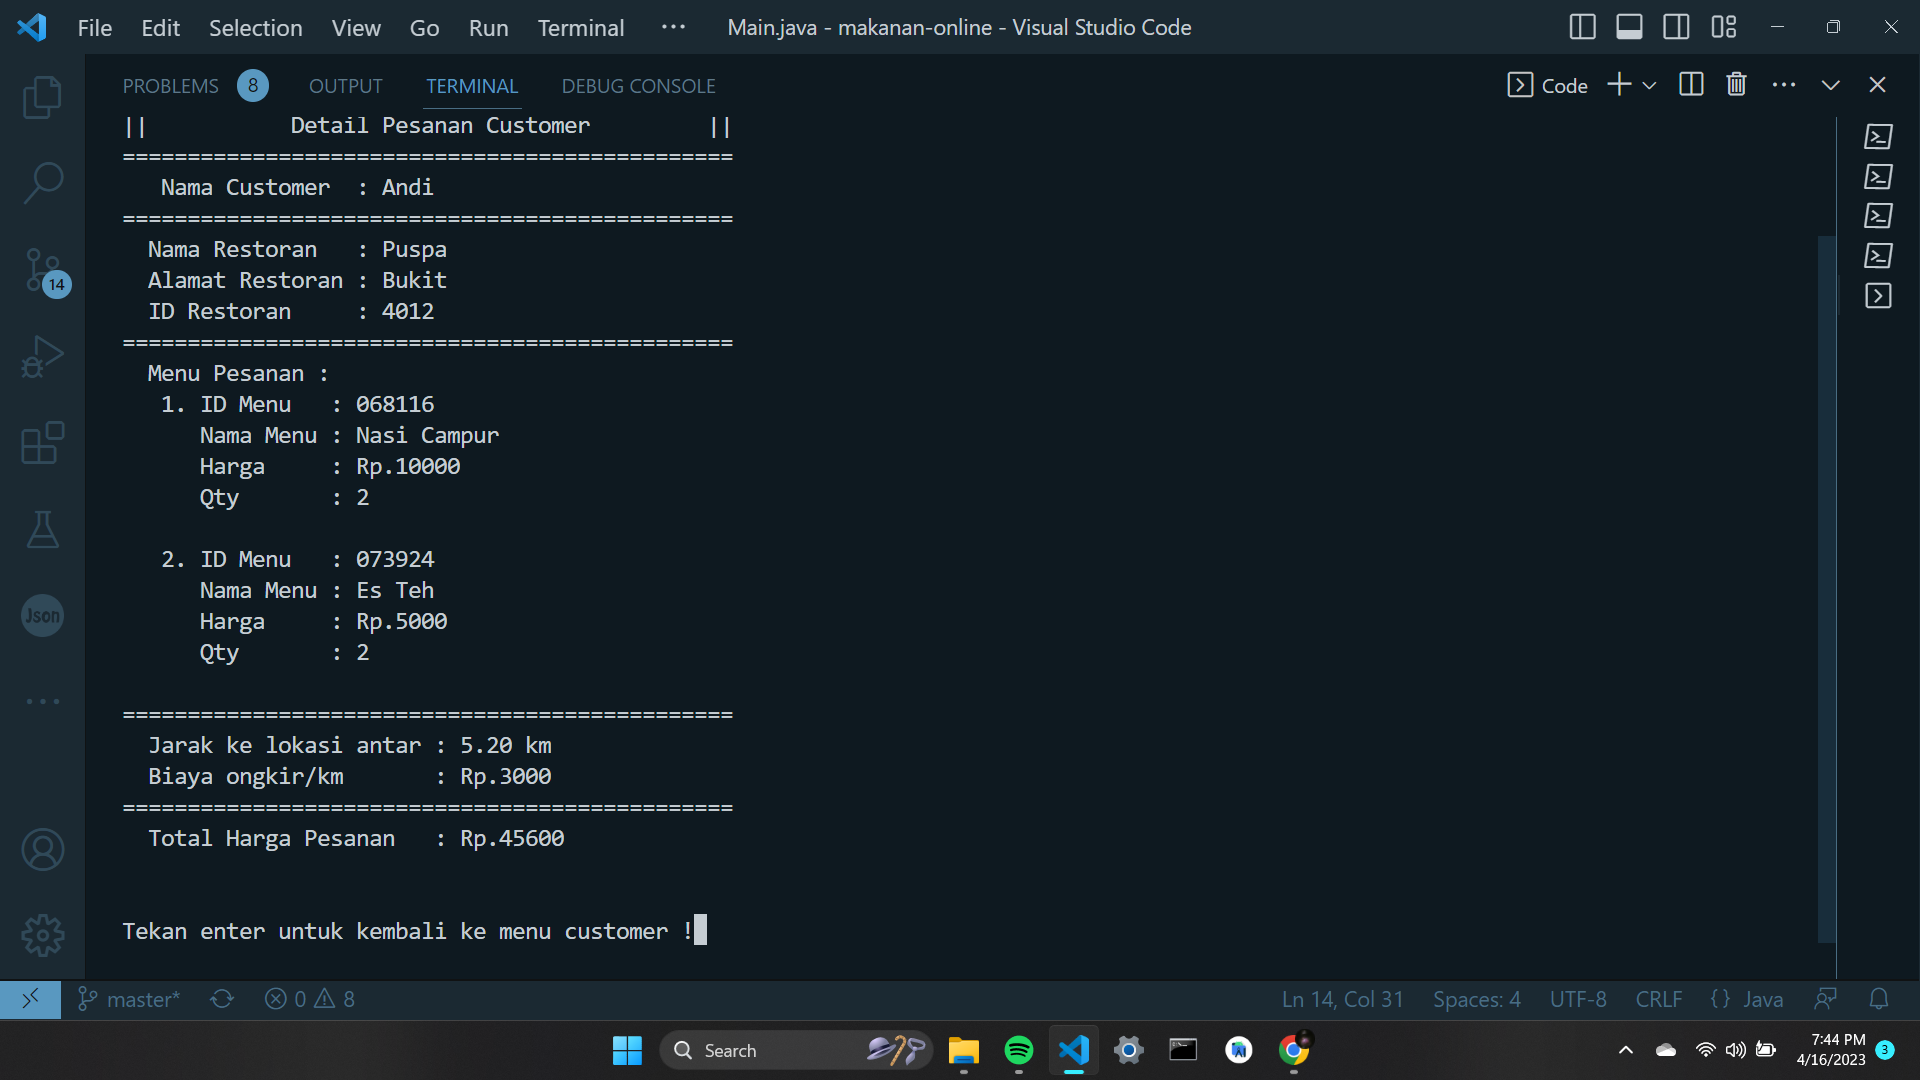 File Edit Selection View Go Run Terminal ··· Main.java - makanan-online - Visual Studio Code
PROBLEMS 8 OUTPUT TERMINAL DEBUG CONSOLE Code
|| Detail Pesanan Customer ||
===============================================
Nama Customer : Andi
===============================================
Nama Restoran : Puspa
Alamat Restoran : Bukit
ID Restoran : 4012
===============================================
Menu Pesanan :
1. ID Menu : 068116
Nama Menu : Nasi Campur
Harga : Rp.10000
Qty : 2
2. ID Menu : 073924
Nama Menu : Es Teh
Harga : Rp.5000
Qty : 2
===============================================
Jarak ke lokasi antar : 5.20 km
Biaya ongkir/km : Rp.3000
===============================================
Total Harga Pesanan : Rp.45600
Tekan enter untuk kembali ke menu customer !
14
Json
master* 0 8 Ln 14, Col 31 Spaces: 4 UTF-8 CRLF {} Java
Search
7:44 PM
4/16/2023 3